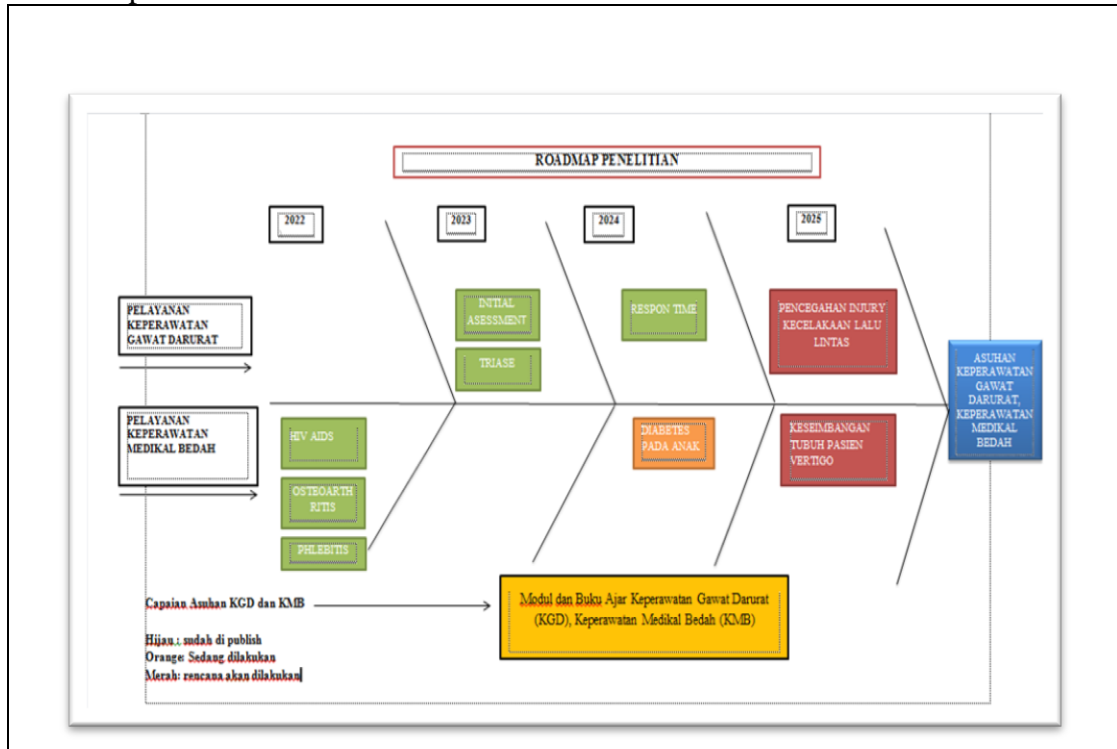 ROADMAP PENELITIAN
2022
2023
2024
2025
PELAYANAN
KEPERAWATAN
GAWAT DARURAT
INITIAL
ASESSMENT
TRIASE
RESPON TIME
PENCEGAHAN INJURY
KECELAKAAN LALU
LINTAS
ASUHAN
KEPERAWATAN
GAWAT
DARURAT,
KEPERAWATAN
MEDIKAL
BEDAH
PELAYANAN
KEPERAWATAN
MEDIKAL BEDAH
HIV AIDS
OSTEOARTH
RITIS
PHLEBITIS
DIABETES
PADA ANAK
KESEIMBANGAN
TUBUH PASIEN
VERTIGO
Capaian Asuhan KGD dan KMB
Modul dan Buku Ajar Keperawatan Gawat Darurat
(KGD), Keperawatan Medikal Bedah (KMB)
Hijau : sudah di publish
Orange: Sedang dilakukan
Merah: rencana akan dilakukan